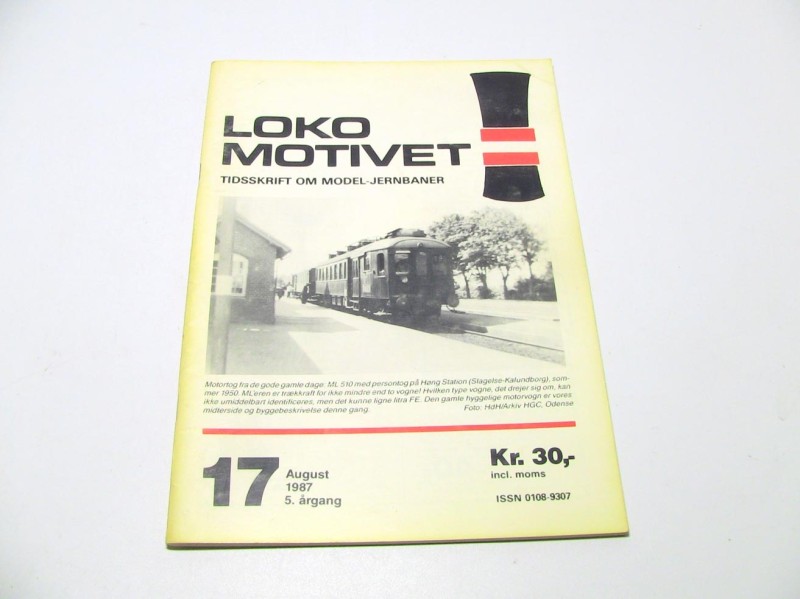 LOKO
MOTIVET
TIDSSKRIFT OM MODEL-JERNBANER
Motortog fra de gode gamle dage: ML 510 med persontog på Høng Station (Slagelse-Kalundborg), som-
mer 1950. ML'eren er trækkraft for ikke mindre end to vogne! Hvilken type vogne, det drejer sig om, kan
ikke umiddelbart identificeres, men det kunne ligne litra FE. Den gamle hyggelige motorvogn er vores
midterside og byggebeskrivelse denne gang. Foto: HdH/Arkiv HGC, Odense
17
August
1987
5. årgang
Kr. 30,-
incl. moms
ISSN 0108-9307